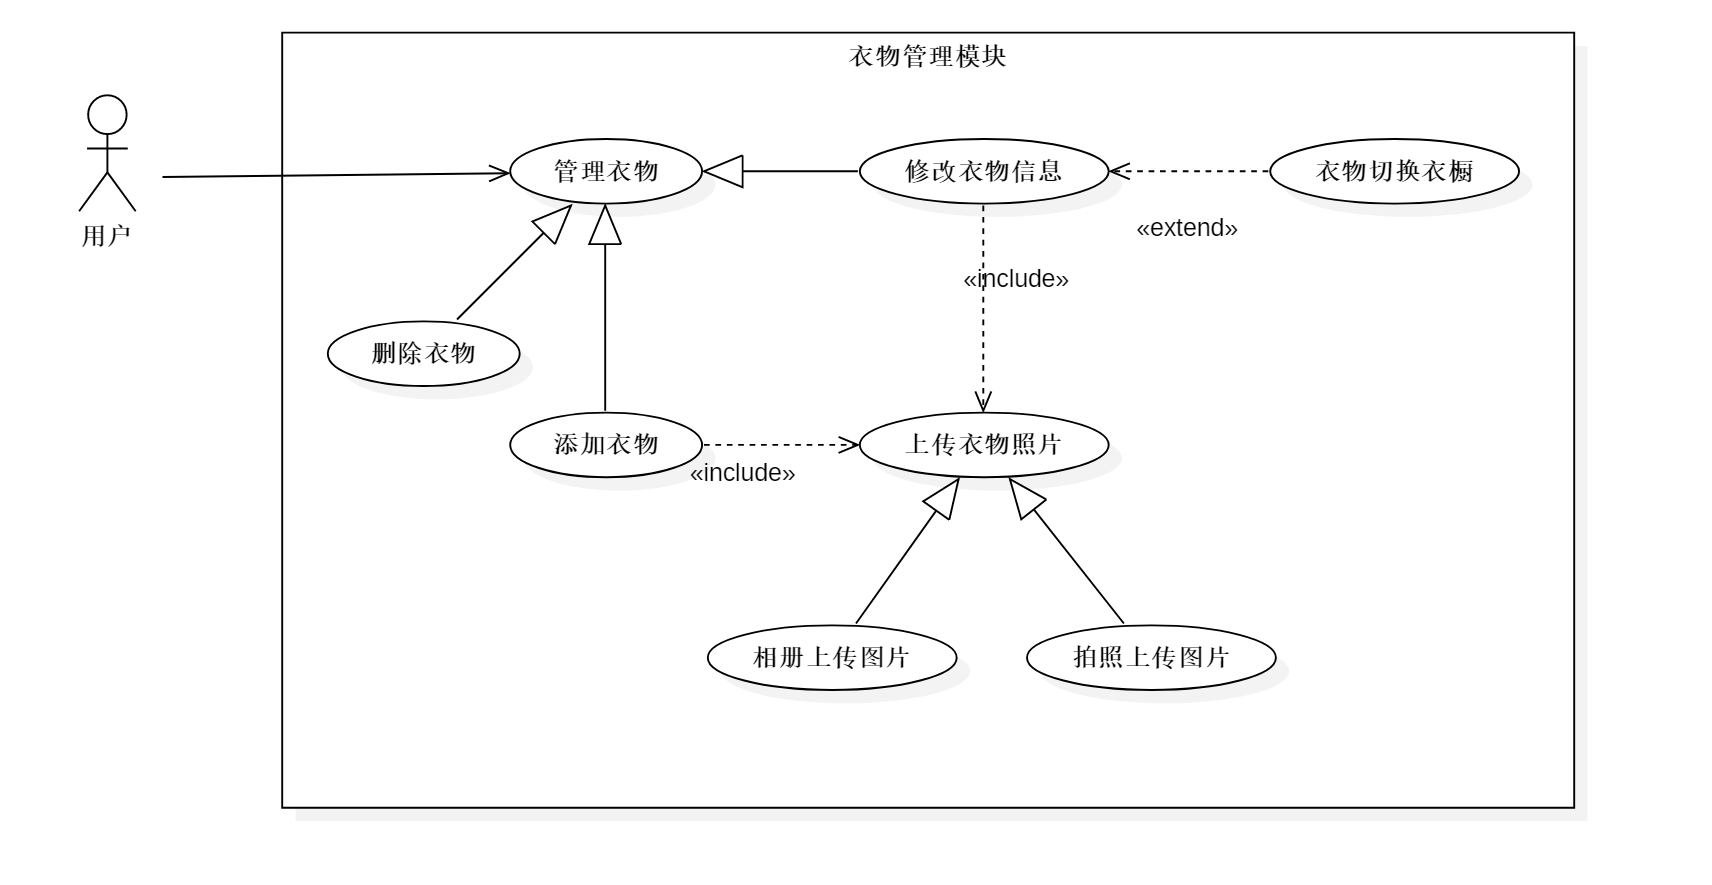 衣物管理模块
用户
管理衣物
修改衣物信息
衣物切换衣橱
«extend»
«include»
删除衣物
添加衣物
«include»
上传衣物照片
相册上传图片
拍照上传图片